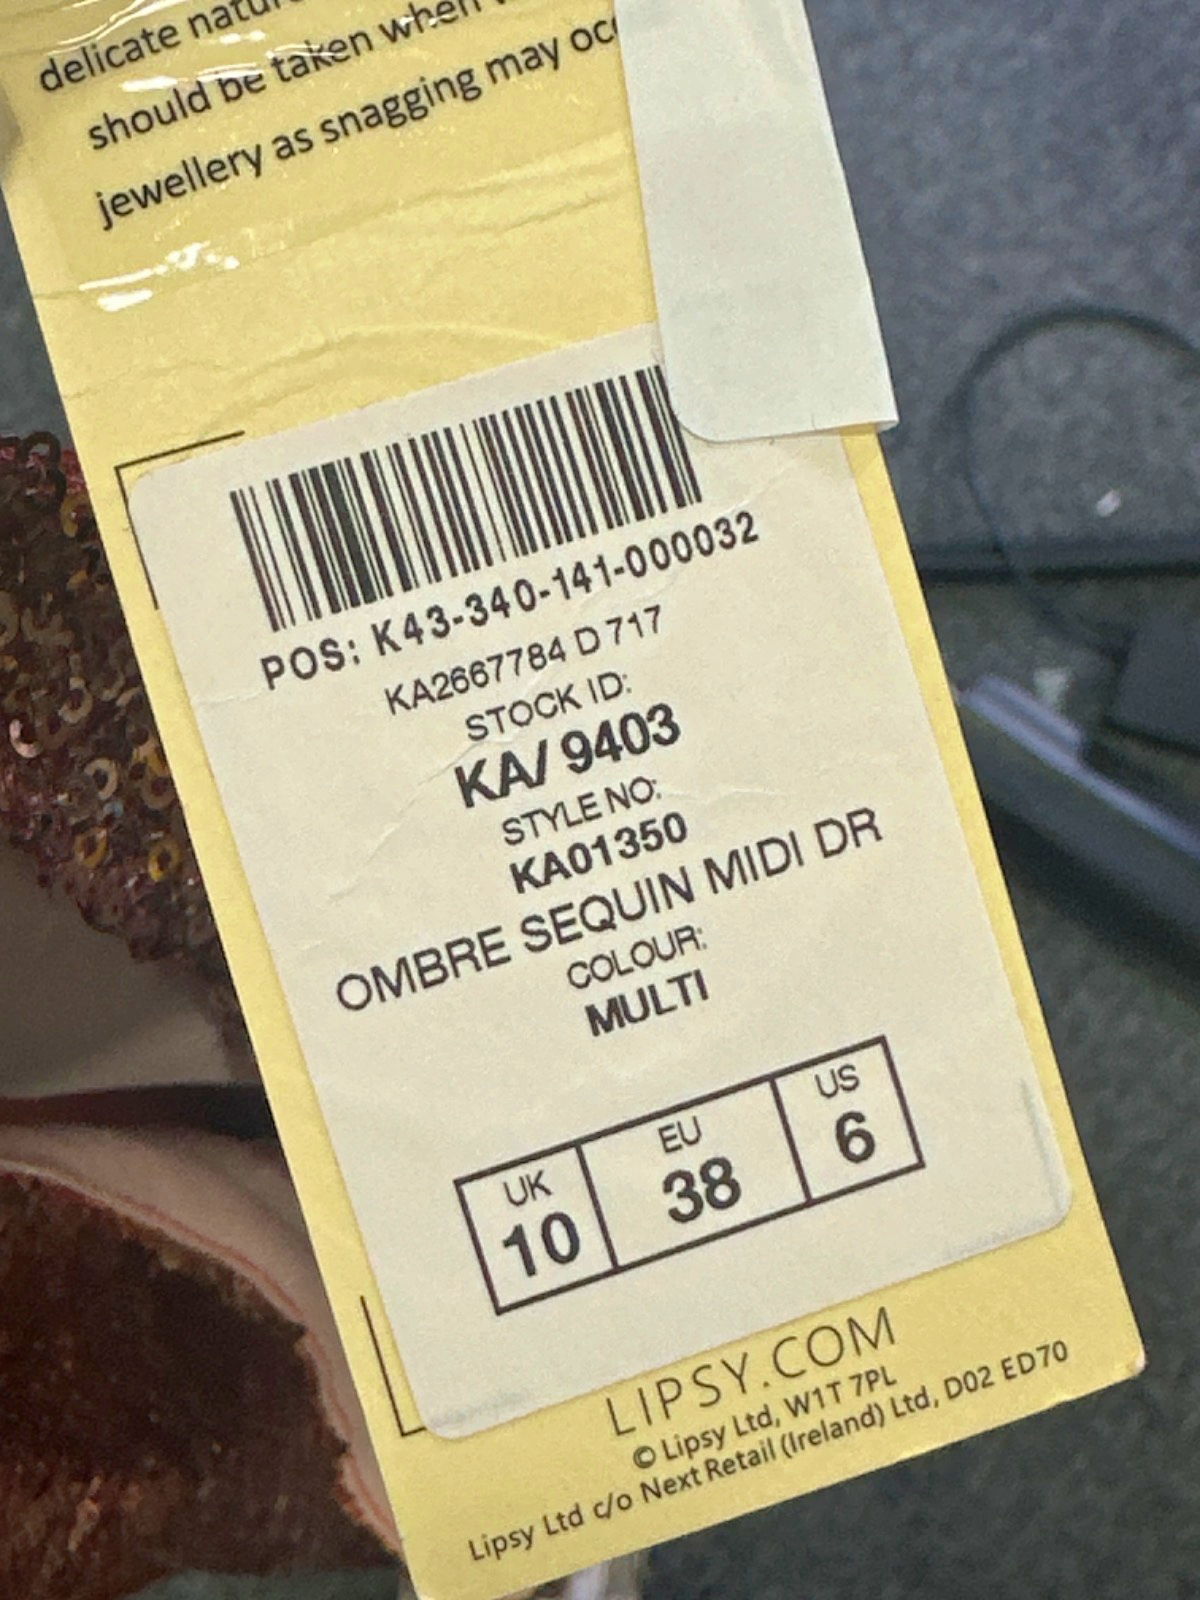 delicate
should be taken when
jewellery as snagging may
POS: K43-340-141-000032
KA2667784 D 717
STOCK ID:
KA/ 9403
STYLE NO:
KA01350
OMBRE SEQUIN MIDI DR
COLOUR:
MULTI
UK EU US
10 38 6
LIPSY.COM
© Lipsy Ltd, W1T 7PL
Lipsy Ltd c/o Next Retail (Ireland) Ltd, D02 ED70